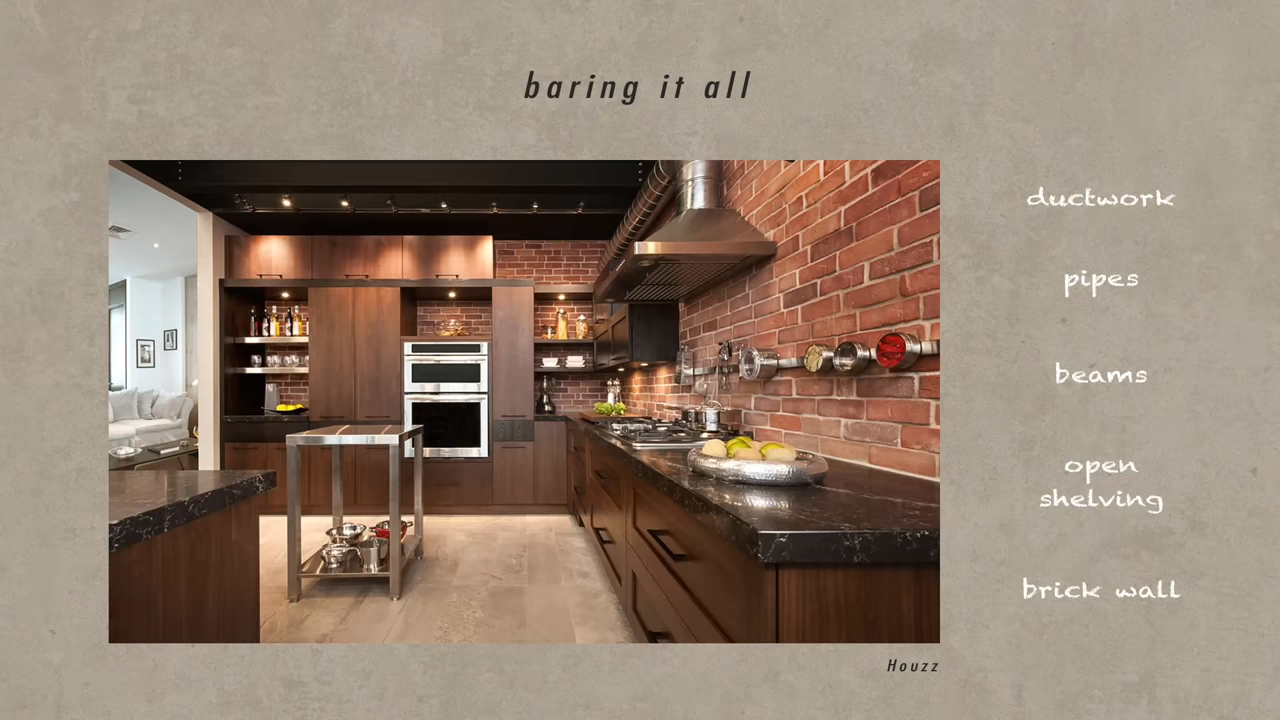 baring it all
ductwork
pipes
beams
open
shelving
brick wall
Houzz